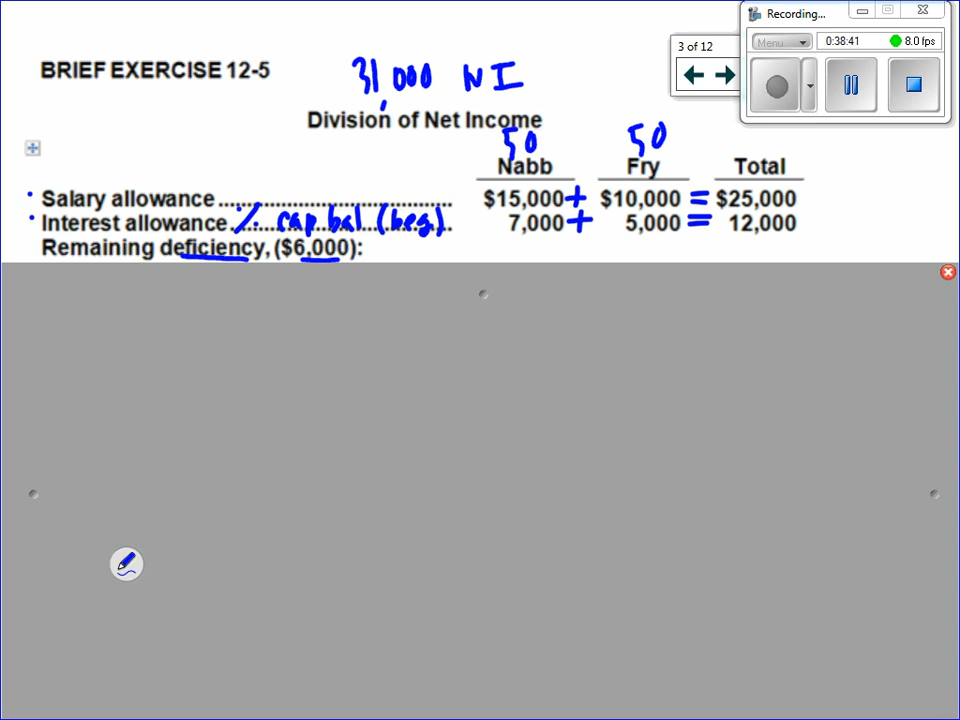 Recording...
Menu
0:38:41
8.0 fps
3 of 12
BRIEF EXERCISE 12-5
31,000 NI
Division of Net Income
50 50
Nabb Fry Total
Salary allowance ........................................ $15,000 + $10,000 = $25,000
Interest allowance % cap bal (beg) 7,000 + 5,000 = 12,000
Remaining deficiency, ($6,000):